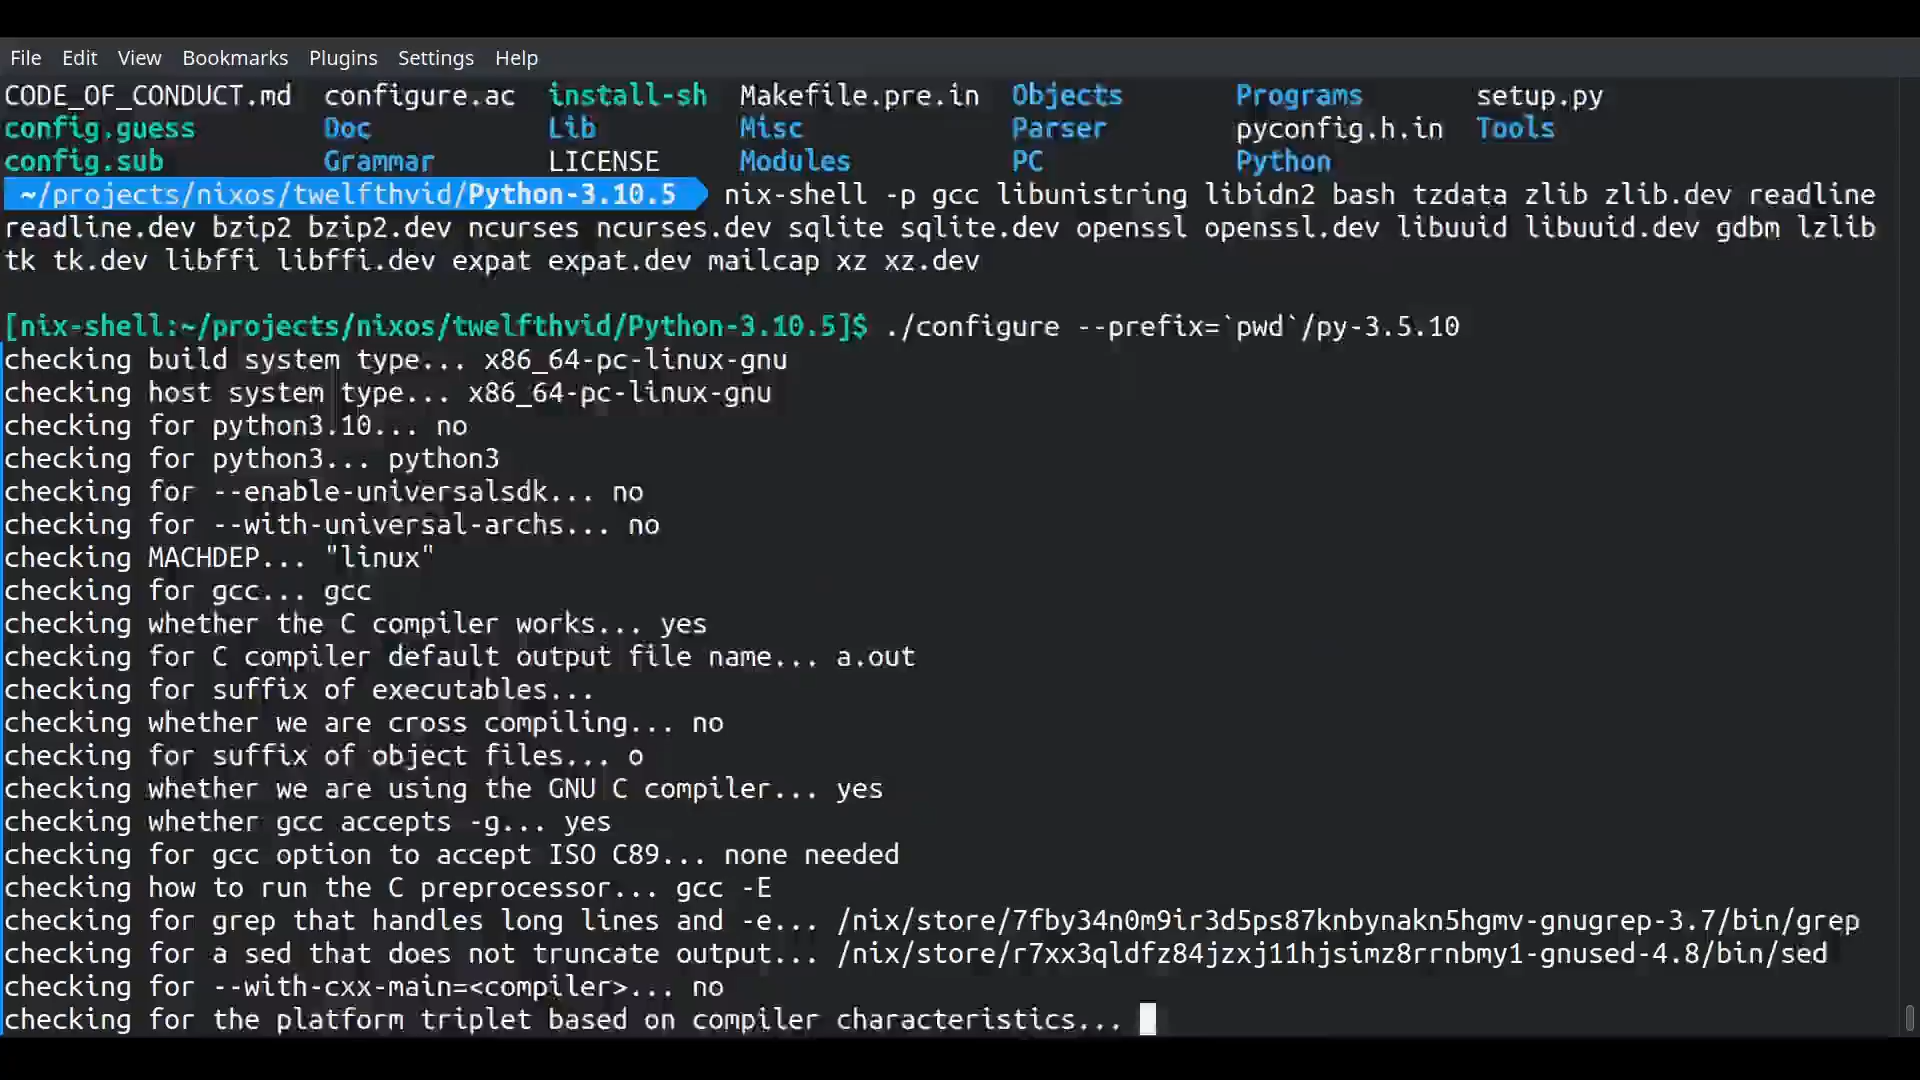 File Edit View Bookmarks Plugins Settings Help
CODE_OF_CONDUCT.md configure.ac install-sh Makefile.pre.in Objects Programs setup.py
config.guess Doc Lib Misc Parser pyconfig.h.in Tools
config.sub Grammar LICENSE Modules PC Python
~/projects/nixos/twelfthvid/Python-3.10.5 nix-shell -p gcc libunistring libidn2 bash tzdata zlib zlib.dev readline
readline.dev bzip2 bzip2.dev ncurses ncurses.dev sqlite sqlite.dev openssl openssl.dev libuuid libuuid.dev gdbm lzlib
tk tk.dev libffi libffi.dev expat expat.dev mailcap xz xz.dev
[nix-shell:~/projects/nixos/twelfthvid/Python-3.10.5]$ ./configure --prefix=`pwd`/py-3.5.10
checking build system type... x86_64-pc-linux-gnu
checking host system type... x86_64-pc-linux-gnu
checking for python3.10... no
checking for python3... python3
checking for --enable-universalsdk... no
checking for --with-universal-archs... no
checking MACHDEP... "linux"
checking for gcc... gcc
checking whether the C compiler works... yes
checking for C compiler default output file name... a.out
checking for suffix of executables...
checking whether we are cross compiling... no
checking for suffix of object files... o
checking whether we are using the GNU C compiler... yes
checking whether gcc accepts -g... yes
checking for gcc option to accept ISO C89... none needed
checking how to run the C preprocessor... gcc -E
checking for grep that handles long lines and -e... /nix/store/7fby34n0m9ir3d5ps87knbynakn5hgmv-gnugrep-3.7/bin/grep
checking for a sed that does not truncate output... /nix/store/r7xx3qldfz84jzxj11hjsimz8rrnbmy1-gnused-4.8/bin/sed
checking for --with-cxx-main=<compiler>... no
checking for the platform triplet based on compiler characteristics...